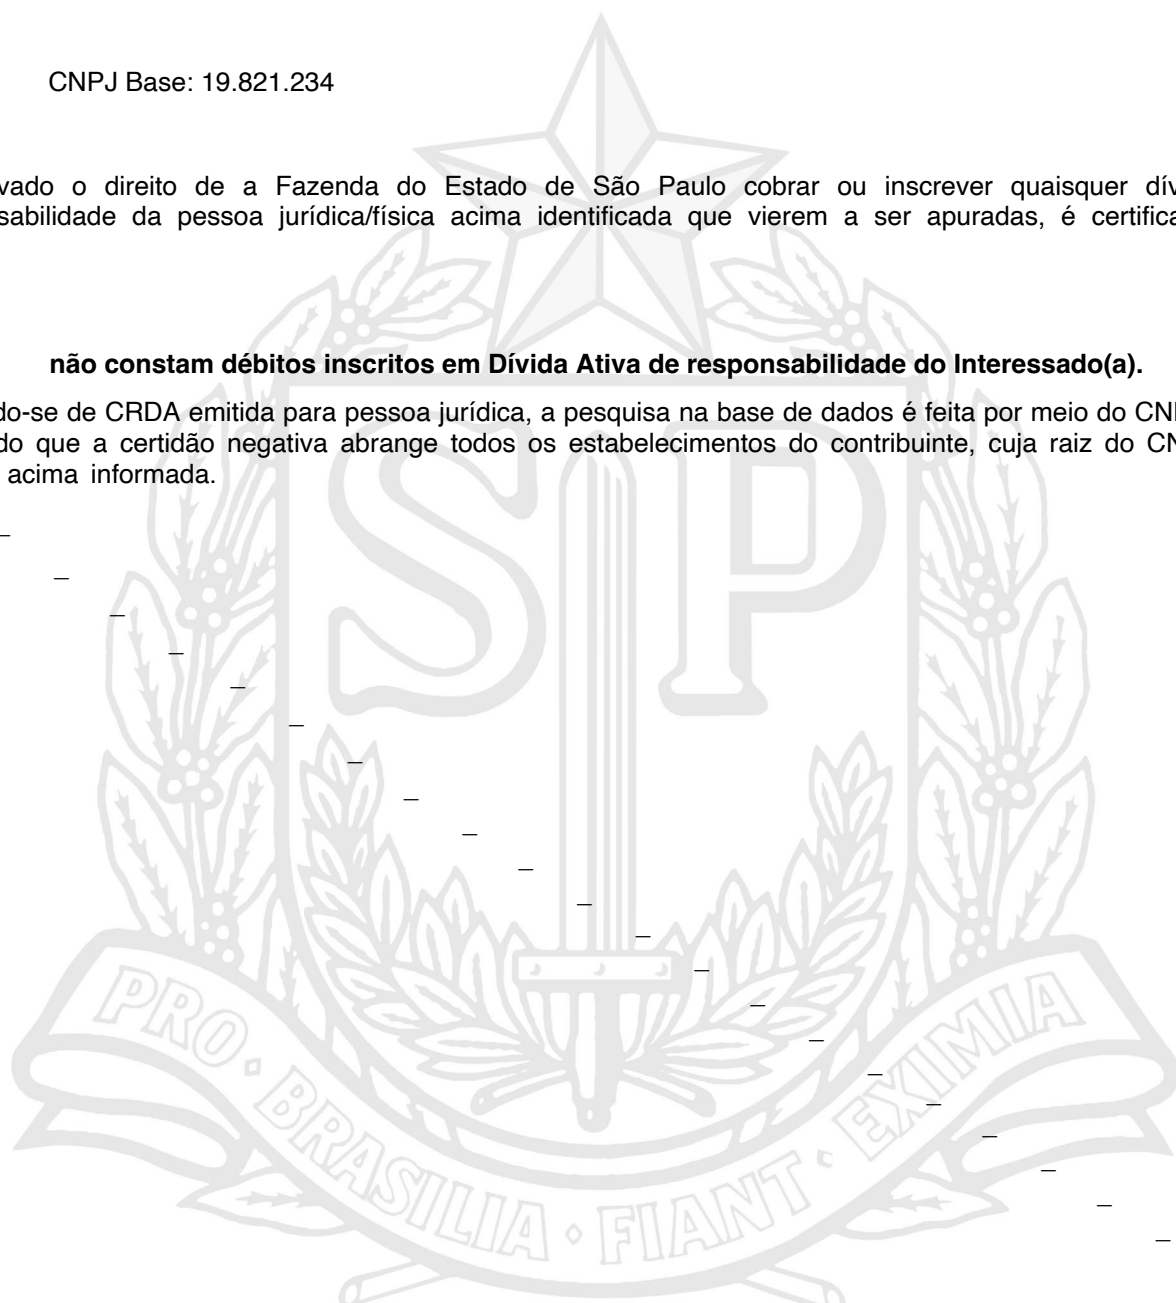 CNPJ Base: 19.821.234
vado o direito de a Fazenda do Estado de São Paulo cobrar ou inscrever quaisquer dív
sabilidade da pessoa jurídica/física acima identificada que vierem a ser apuradas, é certifica
não constam débitos inscritos em Dívida Ativa de responsabilidade do Interessado(a).
do-se de CRDA emitida para pessoa jurídica, a pesquisa na base de dados é feita por meio do CN
do que a certidão negativa abrange todos os estabelecimentos do contribuinte, cuja raiz do CN
acima informada.
SP
PRO · BRASILIA · FIANT · EXIMIA